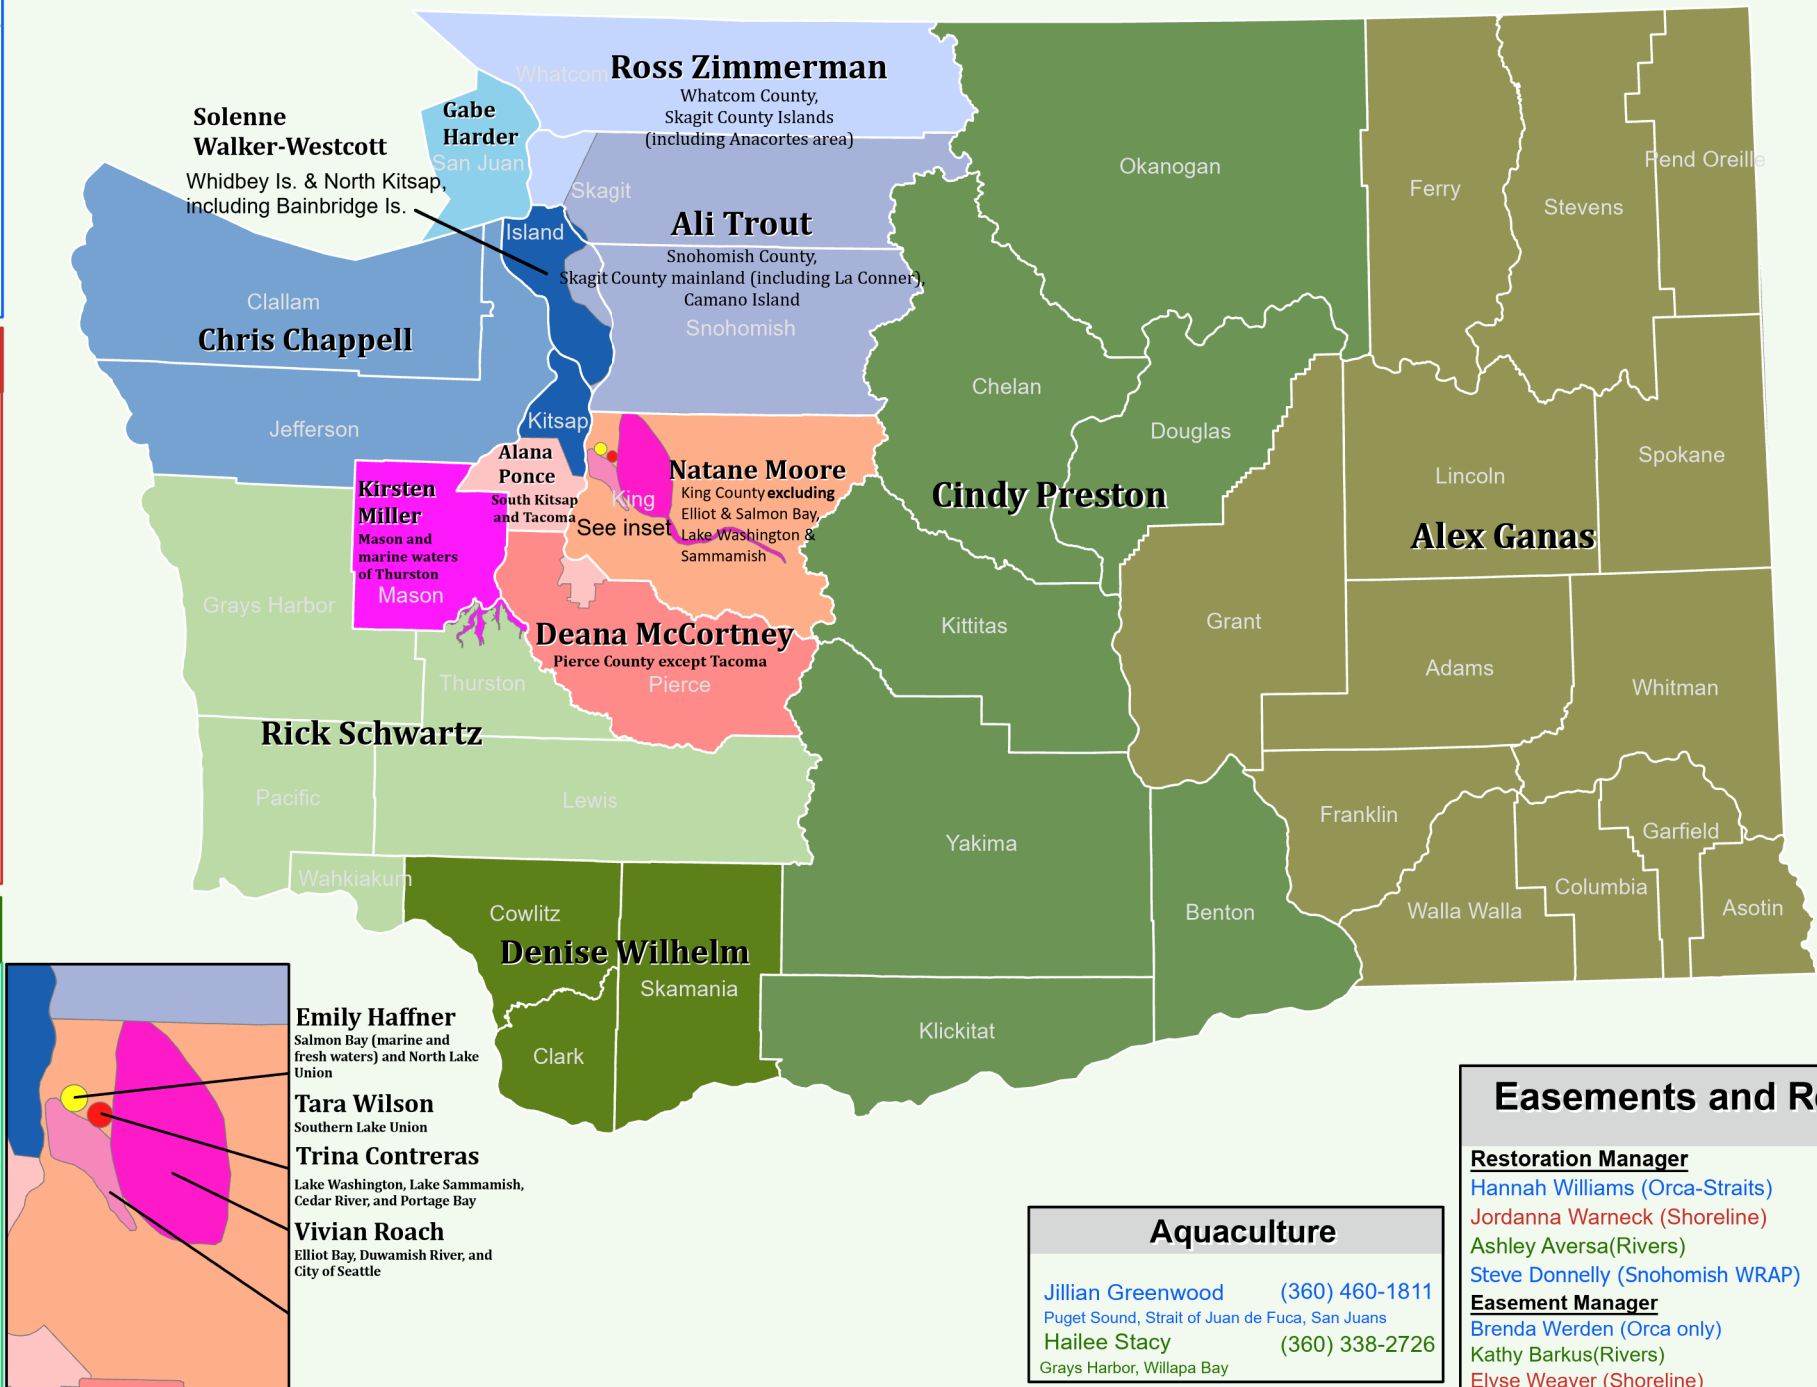 Whatcom
Ross Zimmerman
Whatcom County,
Skagit County Islands
(including Anacortes area)
Solenne
Walker-Westcott
Whidbey Is. & North Kitsap,
including Bainbridge Is.
Gabe
Harder
San Juan
Skagit
Ali Trout
Snohomish County,
Skagit County mainland (including La Conner),
Camano Island
Snohomish
Island
Clallam
Chris Chappell
Jefferson
Kitsap
Okanogan
Ferry
Stevens
Pend Oreille
Chelan
Douglas
Cindy Preston
Lincoln
Spokane
Alex Ganas
Alana
Ponce
South Kitsap
and Tacoma
Kirsten
Miller
Mason and
marine waters
of Thurston
Mason
Natane Moore
King County excluding
Elliot & Salmon Bay,
Lake Washington &
Sammamish
King
See inset
Grays Harbor
Deana McCortney
Pierce County except Tacoma
Pierce
Thurston
Rick Schwartz
Kittitas
Grant
Adams
Whitman
Pacific
Lewis
Yakima
Franklin
Garfield
Wahkiakum
Cowlitz
Denise Wilhelm
Skamania
Benton
Walla Walla
Columbia
Asotin
Clark
Klickitat
Emily Haffner
Salmon Bay (marine and
fresh waters) and North Lake
Union
Tara Wilson
Southern Lake Union
Trina Contreras
Lake Washington, Lake Sammamish,
Cedar River, and Portage Bay
Vivian Roach
Elliot Bay, Duwamish River, and
City of Seattle
Aquaculture
Jillian Greenwood (360) 460-1811
Puget Sound, Strait of Juan de Fuca, San Juans
Hailee Stacy (360) 338-2726
Grays Harbor, Willapa Bay
Easements and
Restoration Manager
Hannah Williams (Orca-Straits)
Jordanna Warneck (Shoreline)
Ashley Aversa(Rivers)
Steve Donnelly (Snohomish WRAP)
Easement Manager
Brenda Werden (Orca only)
Kathy Barkus(Rivers)
Elyse Weaver (Shoreline)